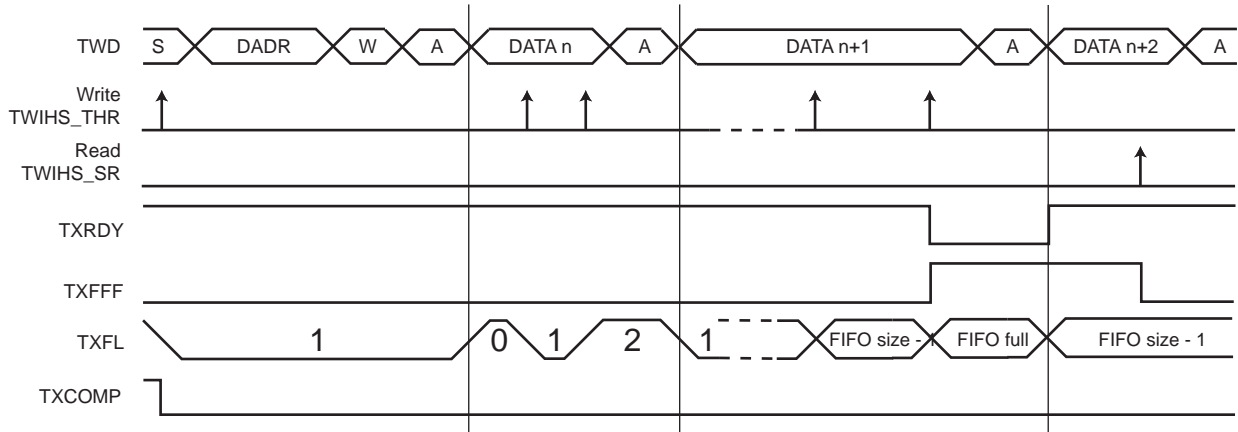 TWD S DADR W A DATA n A DATA n+1 A DATA n+2 A
Write
TWIHS_THR
Read
TWIHS_SR
TXRDY
TXFFF
TXFL 1 0 1 2 1 FIFO size - 1 FIFO full FIFO size - 1
TXCOMP